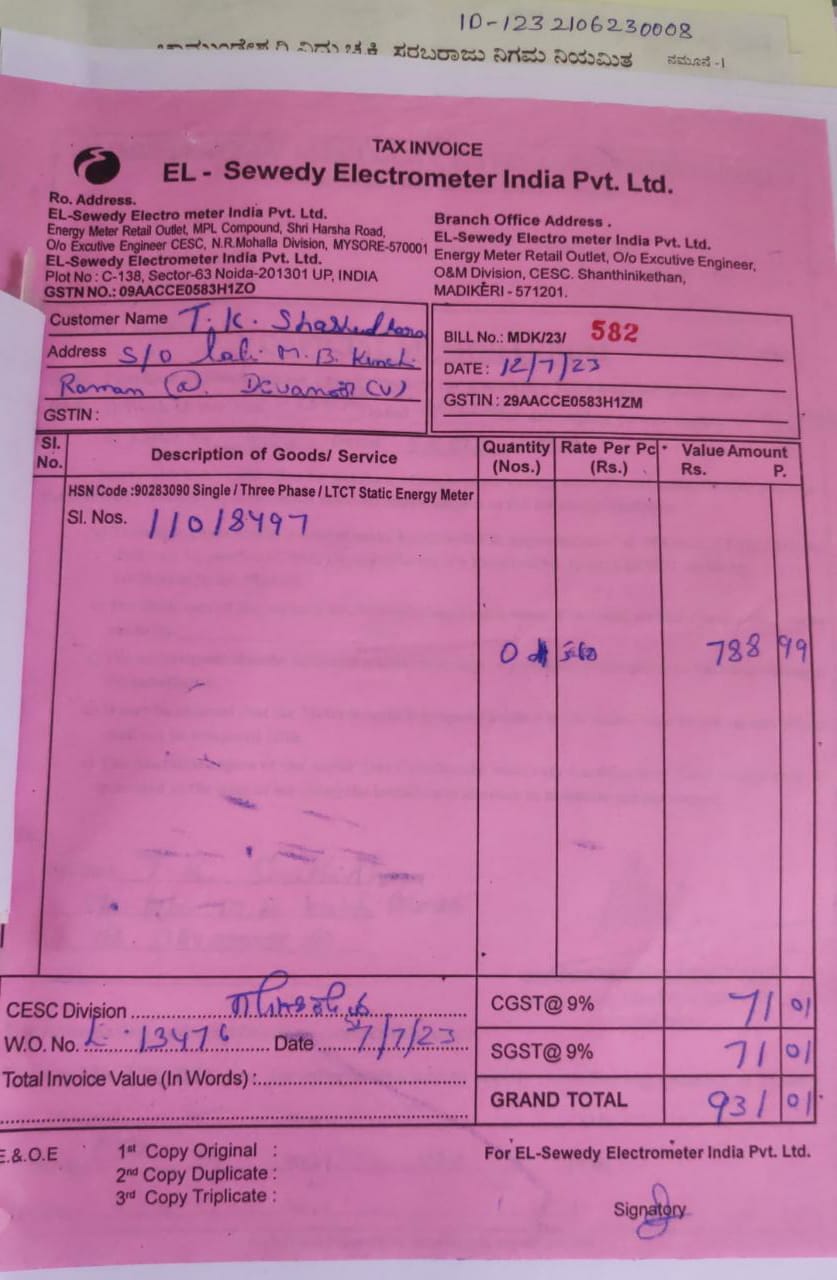 ID-1232106230008
ಸರಬರಾಜು ನಿಗಮ ನಿಯಮಿತ ನಮೂನೆ -I
TAX INVOICE
EL - Sewedy Electrometer India Pvt. Ltd.
Ro. Address.
EL-Sewedy Electro meter India Pvt. Ltd.
Energy Meter Retail Outlet, MPL Compound, Shri Harsha Road,
O/o Excutive Engineer CESC, N.R.Mohalla Division, MYSORE-570001
EL-Sewedy Electrometer India Pvt. Ltd.
Plot No : C-138, Sector-63 Noida-201301 UP, INDIA
GSTN NO.: 09AACCE0583H1ZO
Branch Office Address .
EL-Sewedy Electro meter India Pvt. Ltd.
Energy Meter Retail Outlet, O/o Excutive Engineer,
O&M Division, CESC. Shanthinikethan,
MADIKERI - 571201.
Customer Name T.K.
Address S/O M.B.
Raman @.
GSTIN :
BILL No.: MDK/23/ 582
DATE : 12/7/23
GSTIN : 29AACCE0583H1ZM
Sl. No. Description of Goods/ Service Quantity (Nos.) Rate Per Pc (Rs.) Value Amount Rs. P.
HSN Code :90283090 Single / Three Phase / LTCT Static Energy Meter
Sl. Nos. 11018497
788 99
CESC Division
W.O. No. 13476 Date 7/7/23
Total Invoice Value (In Words) :
CGST@ 9% 71 01
SGST@ 9% 71 01
GRAND TOTAL 931 01
E.&.O.E
1st Copy Original :
2nd Copy Duplicate :
3rd Copy Triplicate :
For EL-Sewedy Electrometer India Pvt. Ltd.
Signatory